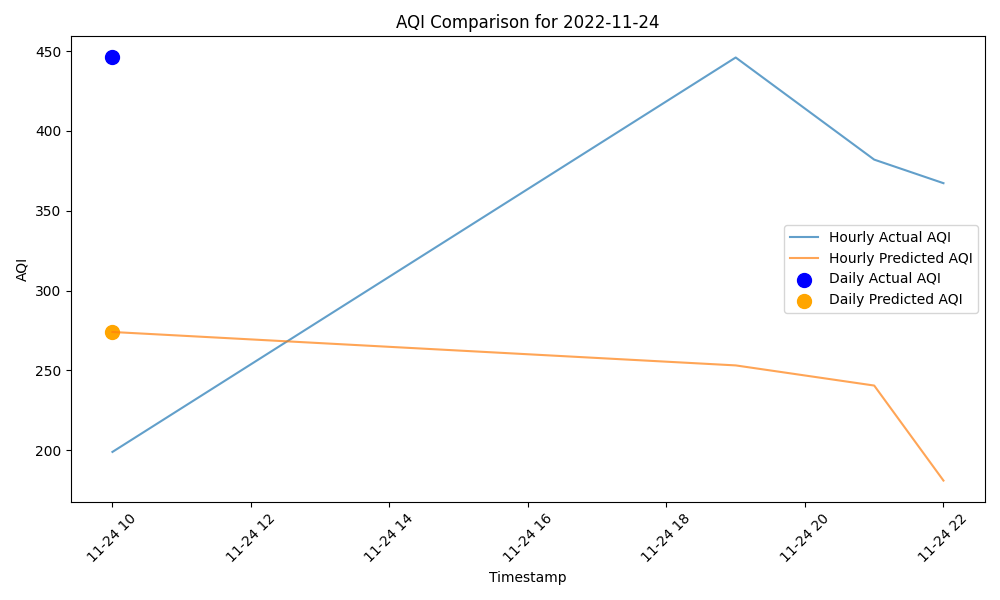 AQI Comparison for 2022-11-24
AQI
450
400
350
300
250
200
Hourly Actual AQI
Hourly Predicted AQI
Daily Actual AQI
Daily Predicted AQI
11-24 10
11-24 12
11-24 14
11-24 16
11-24 18
11-24 20
11-24 22
Timestamp